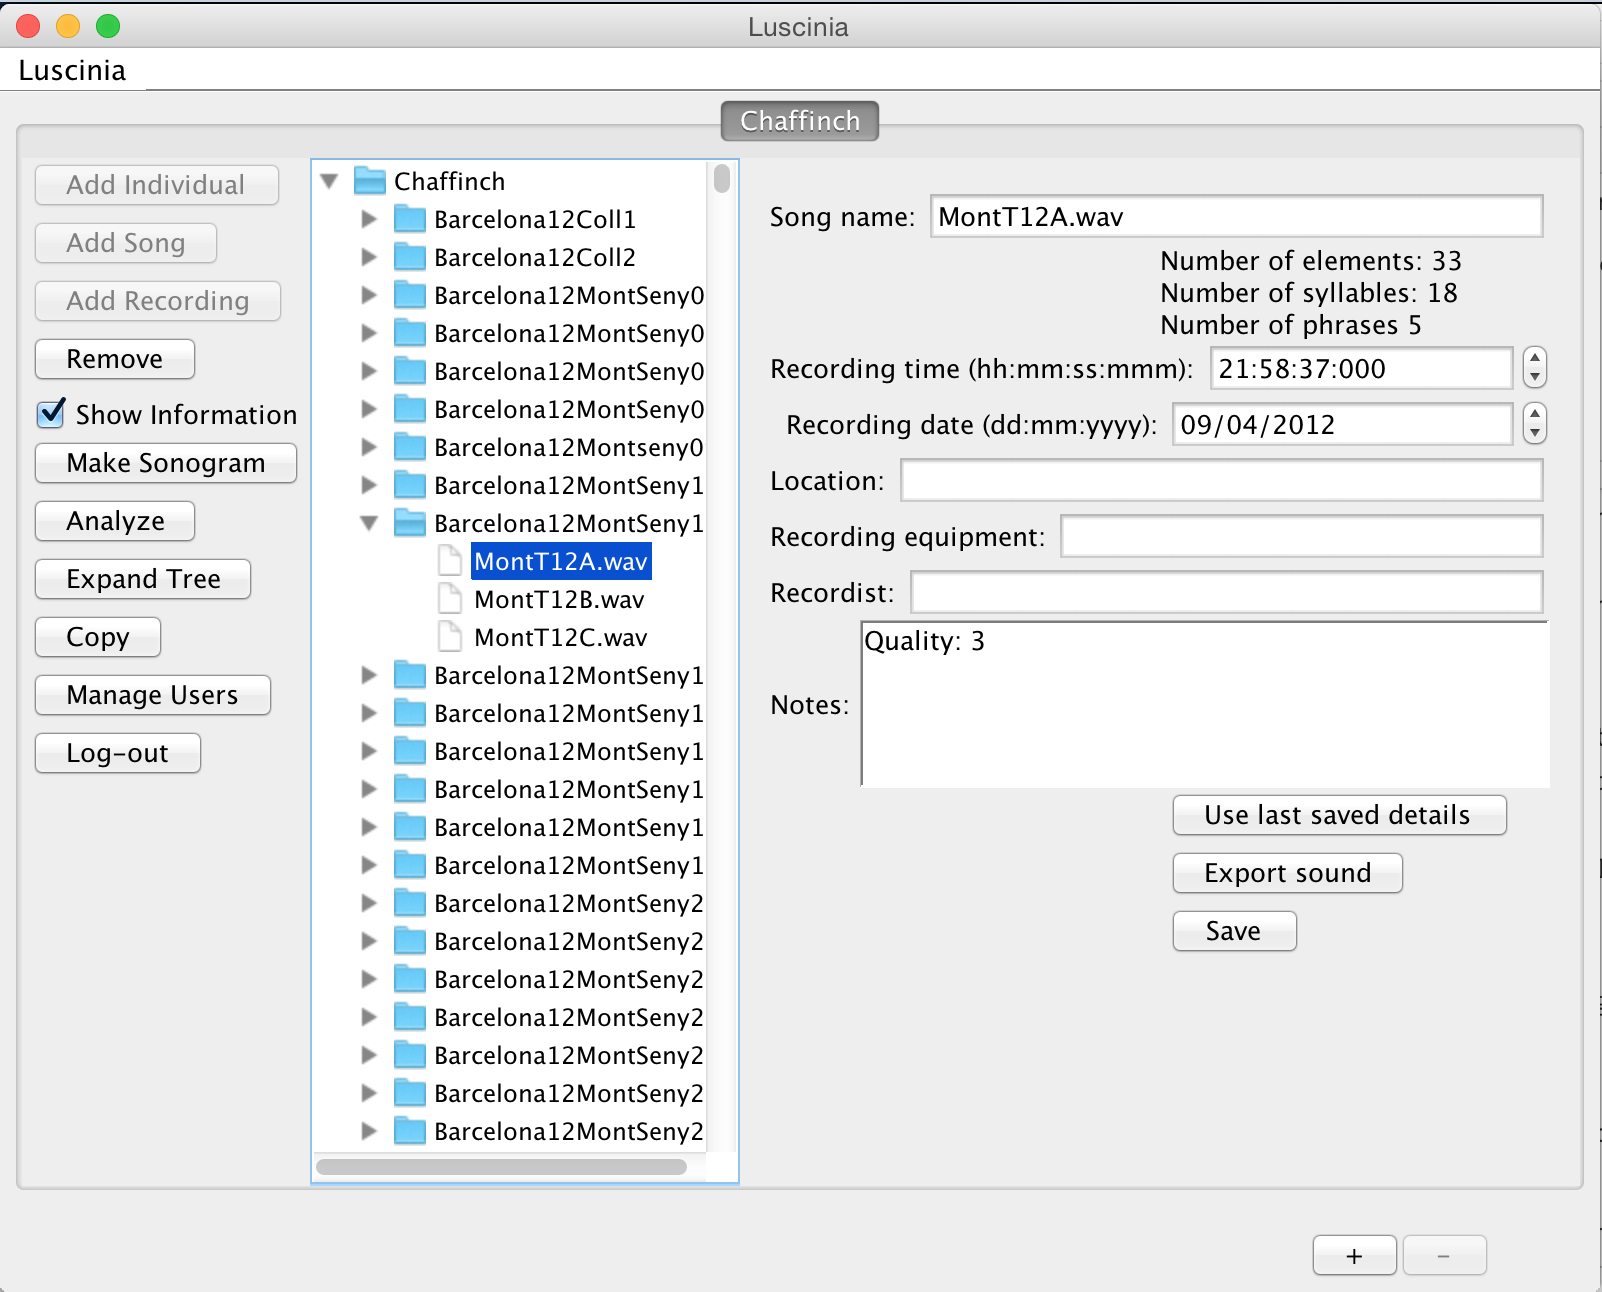 Luscinia
Luscinia
Chaffinch
Add Individual
Add Song
Add Recording
Remove
Show Information
Make Sonogram
Analyze
Expand Tree
Copy
Manage Users
Log-out
Chaffinch
Barcelona12Coll1
Barcelona12Coll2
Barcelona12MontSeny0
Barcelona12MontSeny0
Barcelona12MontSeny0
Barcelona12MontSeny0
Barcelona12Montseny0
Barcelona12MontSeny1
Barcelona12MontSeny1
MontT12A.wav
MontT12B.wav
MontT12C.wav
Barcelona12MontSeny1
Barcelona12MontSeny1
Barcelona12MontSeny1
Barcelona12MontSeny1
Barcelona12MontSeny1
Barcelona12MontSeny1
Barcelona12MontSeny2
Barcelona12MontSeny2
Barcelona12MontSeny2
Barcelona12MontSeny2
Barcelona12MontSeny2
Barcelona12MontSeny2
Barcelona12MontSeny2
Song name: MontT12A.wav
Number of elements: 33
Number of syllables: 18
Number of phrases 5
Recording time (hh:mm:ss:mmm): 21:58:37:000
Recording date (dd:mm:yyyy): 09/04/2012
Location:
Recording equipment:
Recordist:
Notes: Quality: 3
Use last saved details
Export sound
Save
+ -